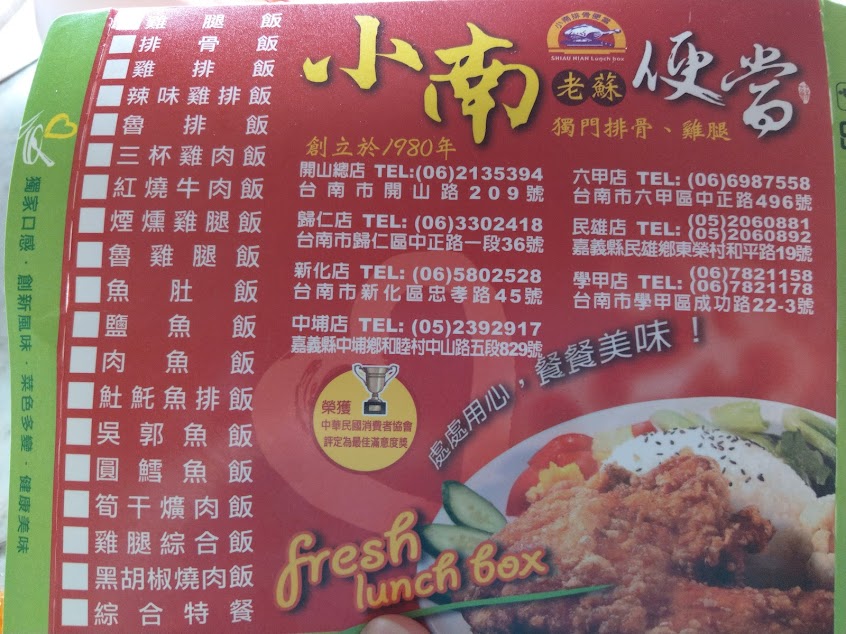 雞腿飯
排骨飯
雞排飯
辣味雞排飯
魯排飯
三杯雞肉飯
紅燒牛肉飯
煙燻雞腿飯
魯雞腿飯
魚肚飯
鹽魚飯
肉魚飯
魠魠魚排飯
吳郭魚飯
圓鱈魚飯
筍干爌肉飯
雞腿綜合飯
黑胡椒燒肉飯
綜合特餐
獨家口感·創新風味·菜色多變·健康美味
小南
老蘇
便當
小南排骨便當
SHIAU NIAN Lunch box
獨門排骨、雞腿
創立於1980年
開山總店 TEL:(06)2135394
台南市開山路209號
歸仁店 TEL: (06)3302418
台南市歸仁區中正路一段36號
新化店 TEL: (06)5802528
台南市新化區忠孝路45號
中埔店 TEL: (05)2392917
嘉義縣中埔鄉和睦村中山路五段829號
六甲店 TEL: (06)6987558
台南市六甲區中正路496號
民雄店 TEL: (05)2060881
(05)2060892
嘉義縣民雄鄉東榮村和平路19號
學甲店 TEL: (06)7821158
(06)7821178
台南市學甲區成功路22-3號
榮獲
中華民國消費者協會
評定為最佳滿意度獎
處處用心，餐餐美味！
fresh
lunch box